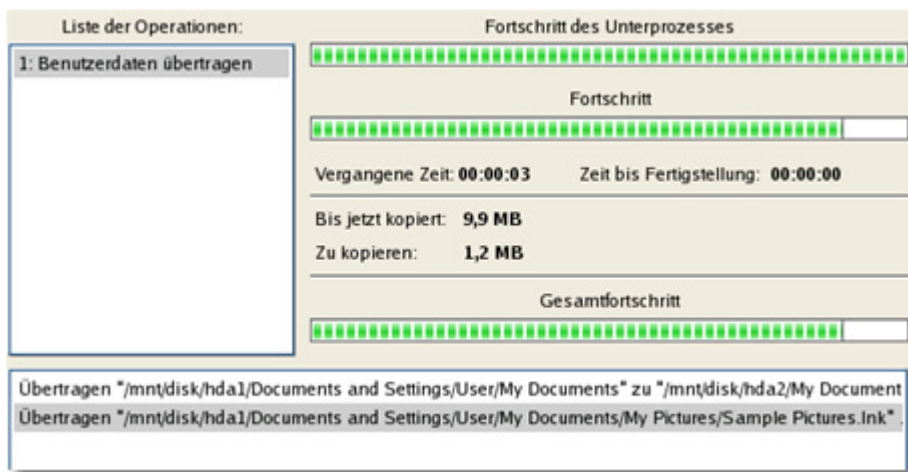 Liste der Operationen:
1: Benutzerdaten übertragen
Fortschritt des Unterprozesses
Fortschritt
Vergangene Zeit: 00:00:03 Zeit bis Fertigstellung: 00:00:00
Bis jetzt kopiert: 9,9 MB
Zu kopieren: 1,2 MB
Gesamtfortschritt
Übertragen "/mnt/disk/hda1/Documents and Settings/User/My Documents" zu "/mnt/disk/hda2/My Document
Übertragen "/mnt/disk/hda1/Documents and Settings/User/My Documents/My Pictures/Sample Pictures.lnk" .